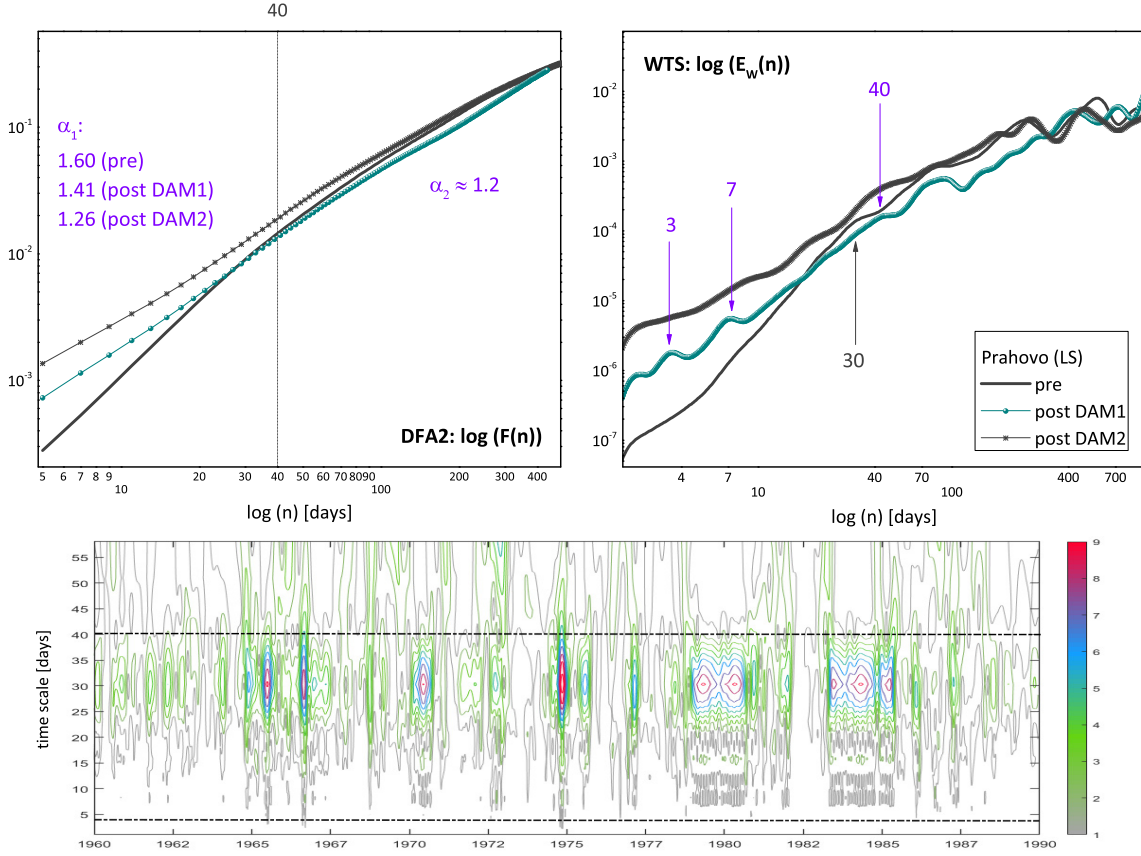 40
10^-1
10^-2
10^-3
α1:
1.60 (pre)
1.41 (post DAM1)
1.26 (post DAM2)
α2 ≈ 1.2
DFA2: log (F(n))
5 6 7 8 9 20 30 40 50 60 70 8090 200 300 400
10 100
log (n) [days]
WTS: log (EW(n))
10^-2
10^-3
10^-4
10^-5
10^-6
10^-7
40
7
3
30
Prahovo (LS)
pre
post DAM1
post DAM2
4 7 40 70 400 700
10 100
log (n) [days]
time scale [days]
55
50
45
40
35
30
25
20
15
10
5
1960 1962 1965 1967 1970 1972 1975 1977 1980 1982 1985 1987 1990
9
8
7
6
5
4
3
2
1